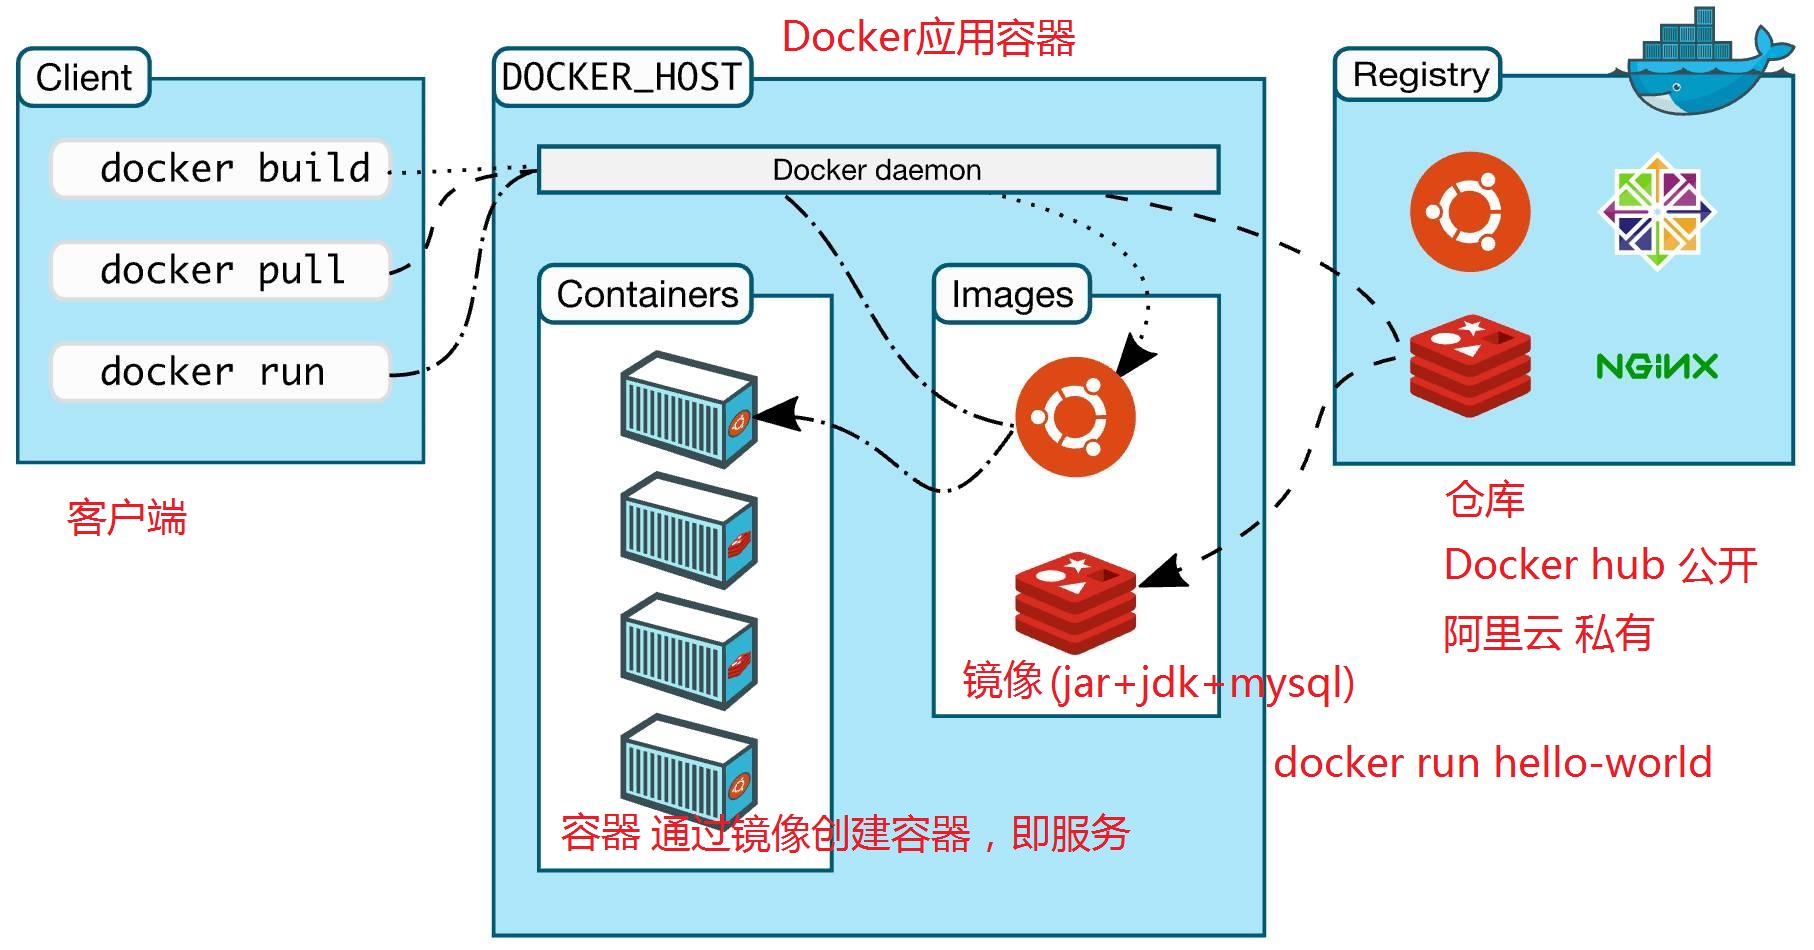 Docker应用容器
Client
docker build
docker pull
docker run
客户端
DOCKER_HOST
Docker daemon
Containers
容器 通过镜像创建容器，即服务
Images
镜像(jar+jdk+mysql)
Registry
NGiNX
仓库
Docker hub 公开
阿里云 私有
docker run hello-world